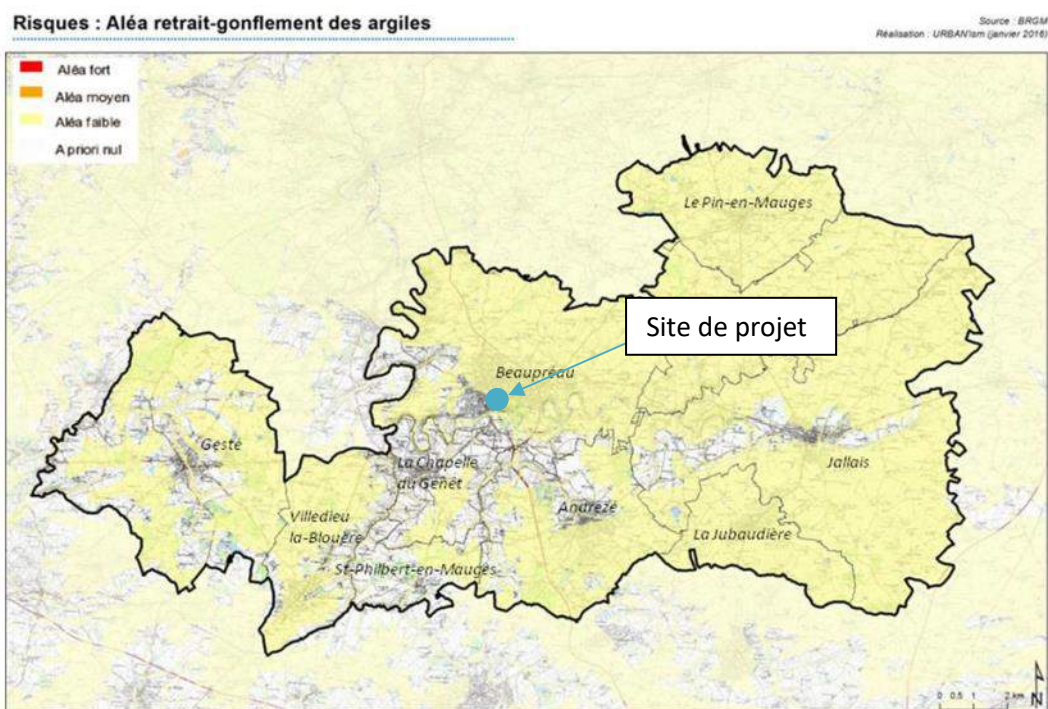 Risques : Aléa retrait-gonflement des argiles
Source : BRGM
Réalisation : URBAN'ism (janvier 2016)
Aléa fort
Aléa moyen
Aléa faible
A priori nul
Le Pin-en-Mauges
Site de projet
Beaupréau
Gesté
La Chapelle
du Genêt
Jallais
Villedieu
la-Blouère
Andrezé
La Jubaudière
St-Philbert-en-Mauges
0 0.5 1 2 km
N